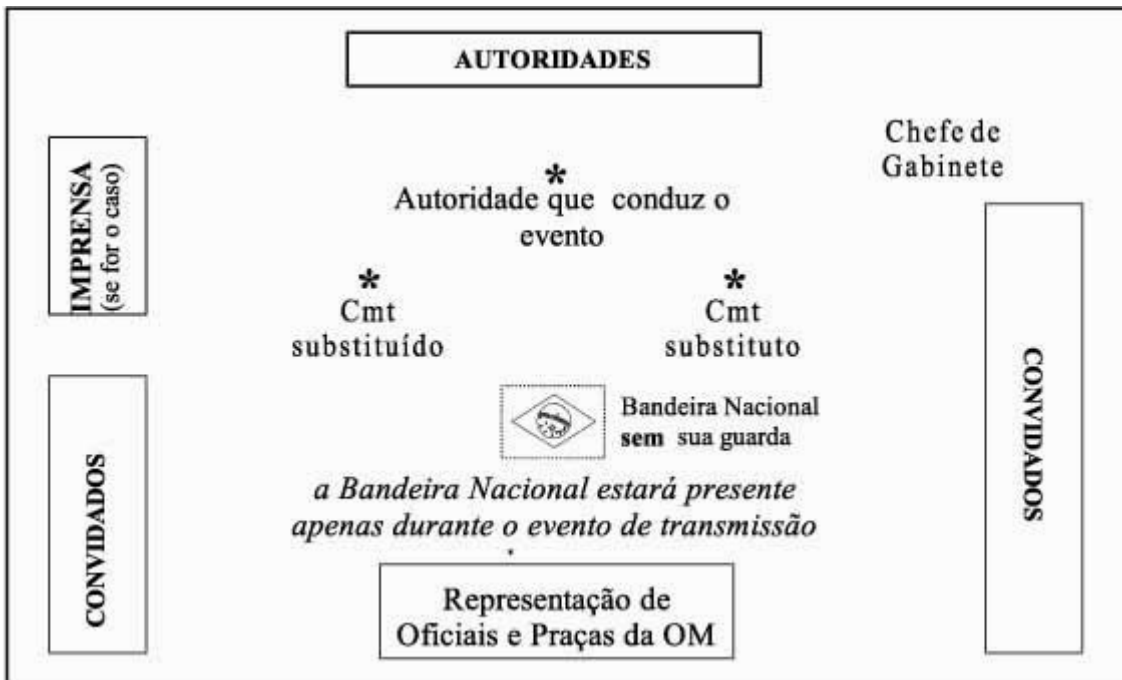 AUTORIDADES
IMPRENSA
(se for o caso)
Chefe de
Gabinete
*
Autoridade que conduz o
evento
*
Cmt
substituído
*
Cmt
substituto
CONVIDADOS
Bandeira Nacional
sem sua guarda
a Bandeira Nacional estará presente
apenas durante o evento de transmissão
Representação de
Oficiais e Praças da OM
CONVIDADOS